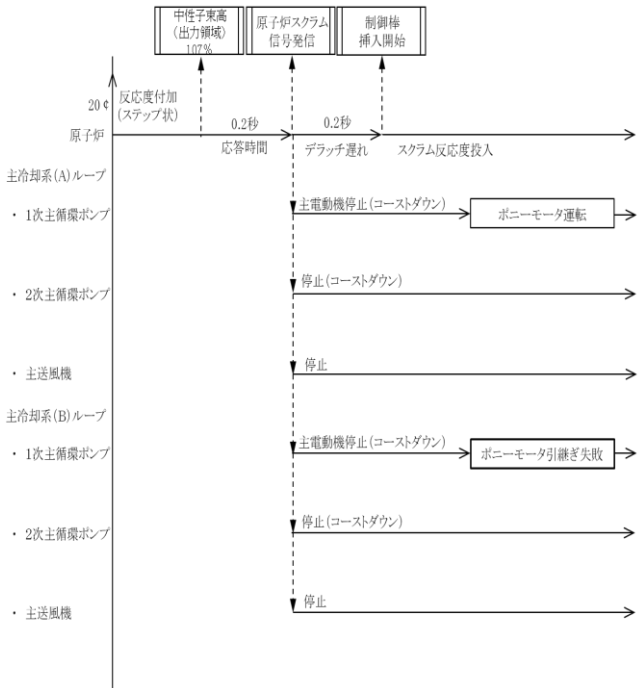 中性子束高
(出力領域)
107%
原子炉スクラム
信号発信
制御棒
挿入開始
20 ¢
反応度付加
(ステップ状)
原子炉
0.2秒
0.2秒
応答時間
デラッチ遅れ
スクラム反応度投入
主冷却系(A)ループ
・ 1次主循環ポンプ
主電動機停止(コーストダウン)
ポニーモータ運転
・ 2次主循環ポンプ
停止(コーストダウン)
・ 主送風機
停止
主冷却系(B)ループ
・ 1次主循環ポンプ
主電動機停止(コーストダウン)
ポニーモータ引継ぎ失敗
・ 2次主循環ポンプ
停止(コーストダウン)
・ 主送風機
停止